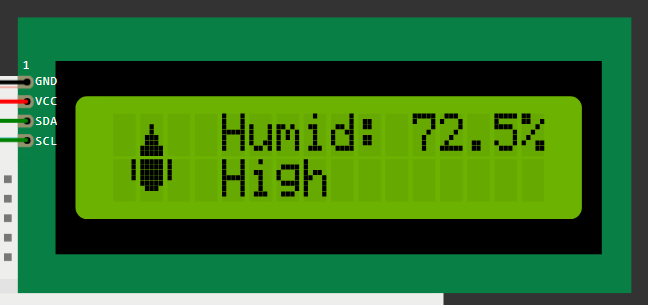 1
GND
VCC
SDA
SCL
Humid: 72.5%
High